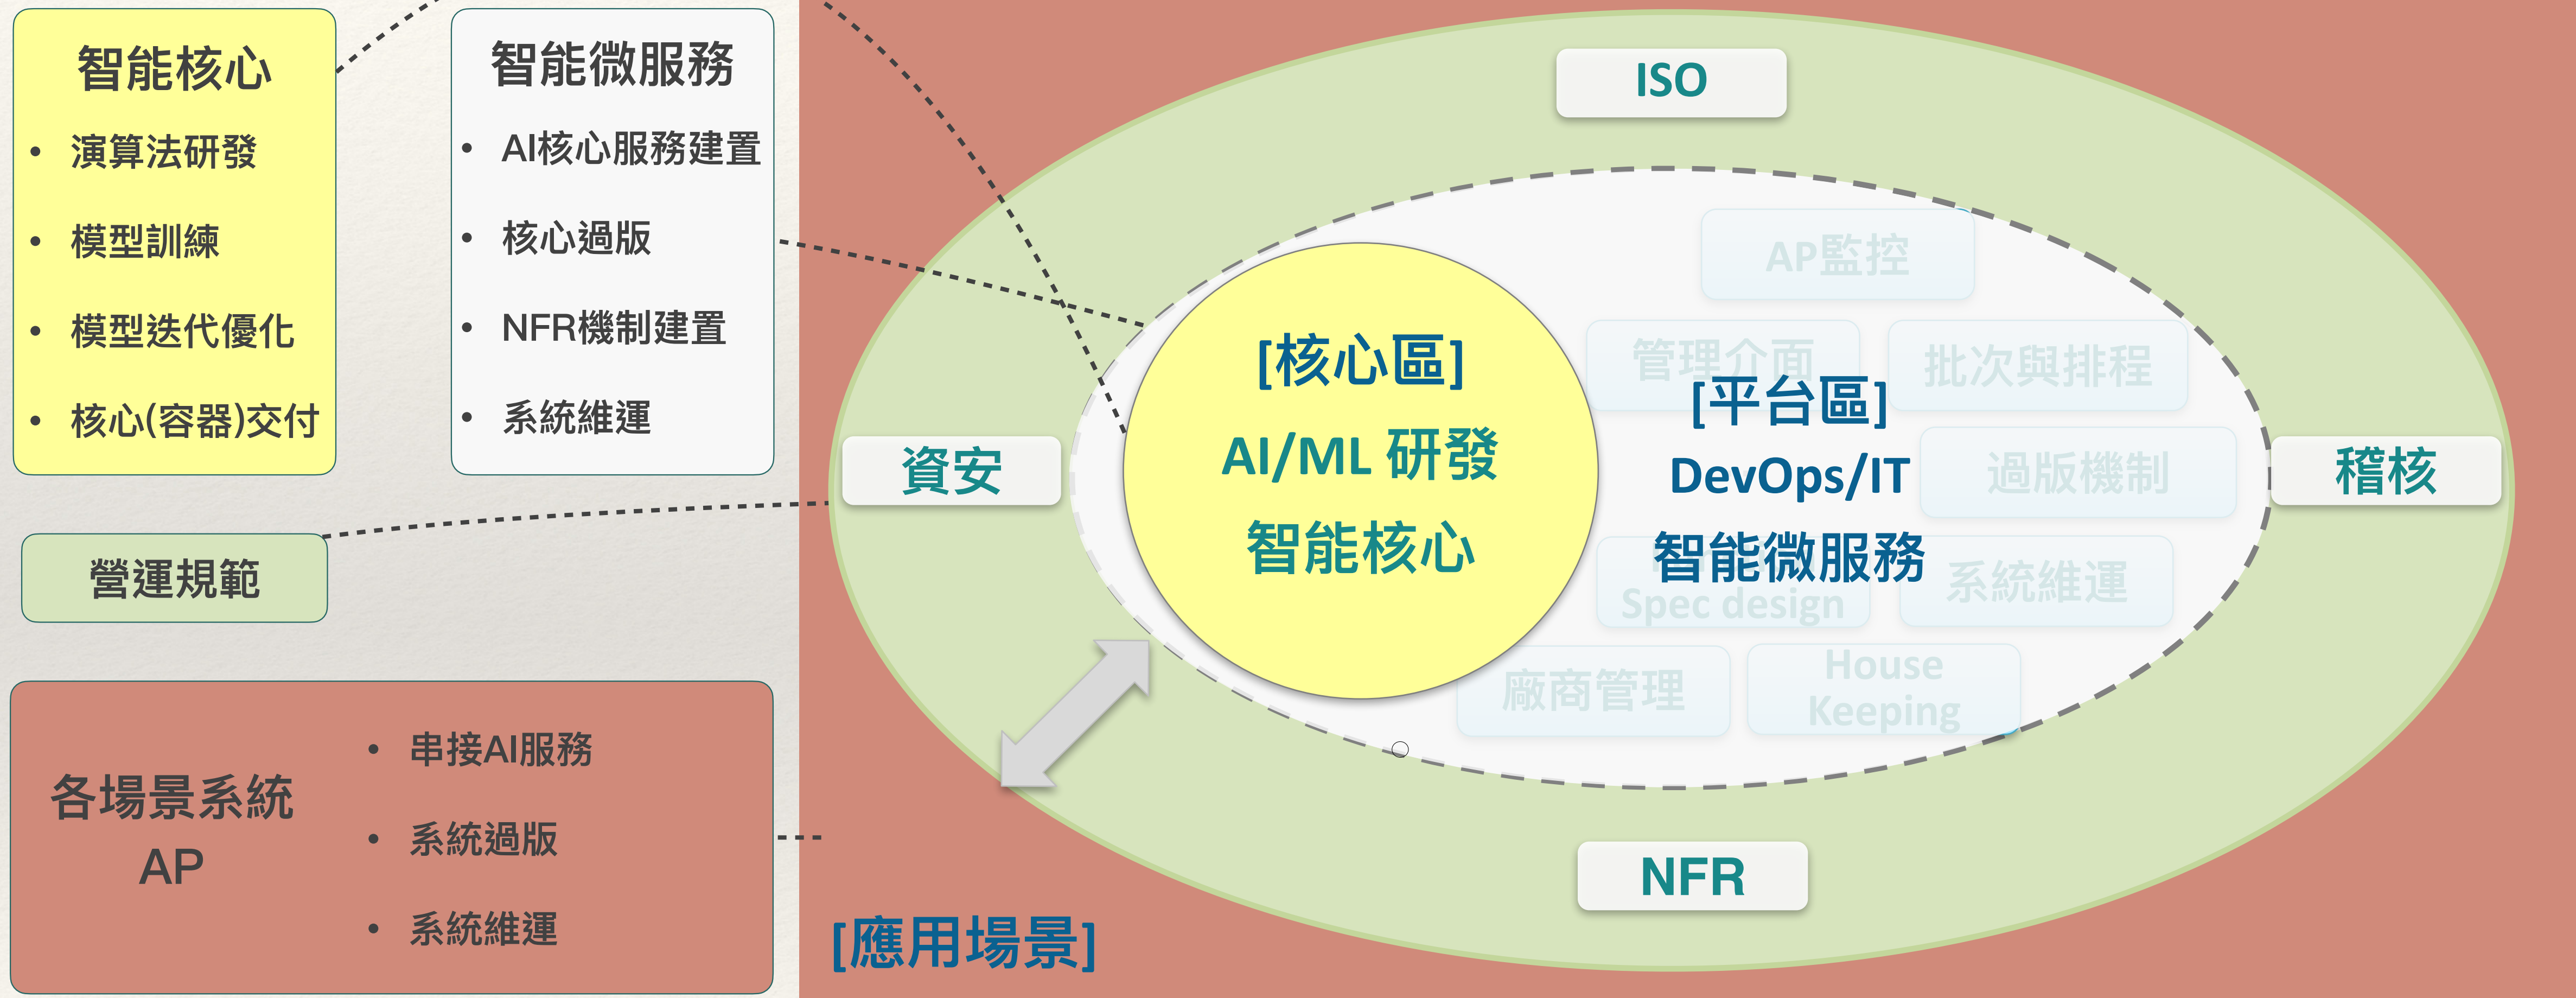 智能核心
• 演算法研發
• 模型訓練
• 模型迭代優化
• 核心(容器)交付
智能微服務
• AI核心服務建置
• 核心過版
• NFR機制建置
• 系統維運
營運規範
各場景系統
AP
• 串接AI服務
• 系統過版
• 系統維運
ISO
資安
稽核
NFR
[核心區]
AI/ML 研發
智能核心
[平台區]
DevOps/IT
智能微服務
AP監控
管理介面
批次與排程
過版機制
Spec design
系統維運
廠商管理
House
Keeping
[應用場景]